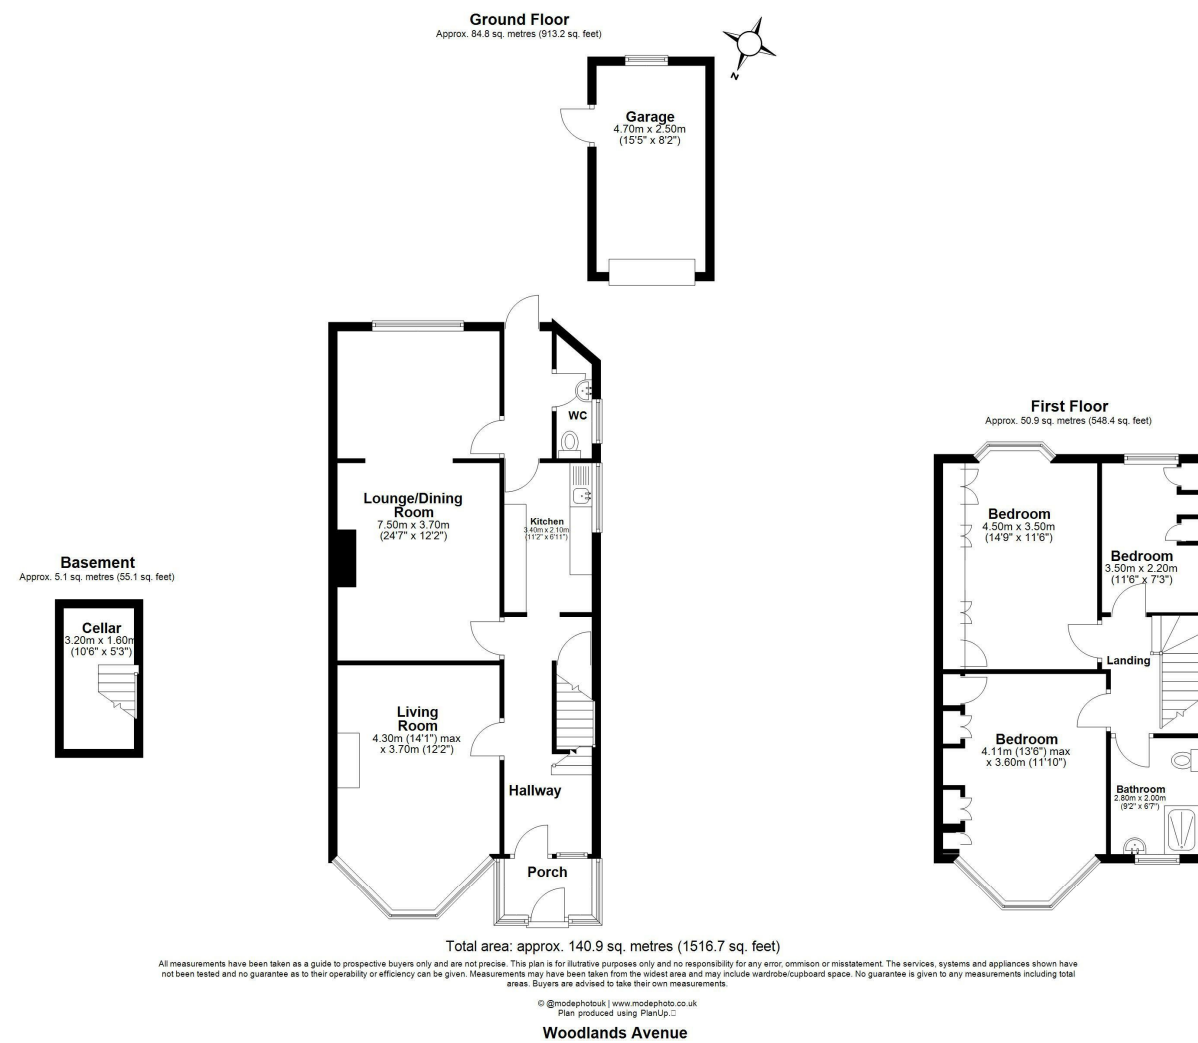 Ground Floor
Approx. 84.8 sq. metres (913.2 sq. feet)
N
Garage
4.70m x 2.50m
(15'5" x 8'2")
WC
Lounge/Dining
Room
7.50m x 3.70m
(24'7" x 12'2")
Kitchen
3.40m x 2.10m
(11'2" x 6'11")
Living
Room
4.30m (14'1") max
x 3.70m (12'2")
Hallway
Porch
Basement
Approx. 5.1 sq. metres (55.1 sq. feet)
Cellar
3.20m x 1.60m
(10'6" x 5'3")
First Floor
Approx. 50.9 sq. metres (548.4 sq. feet)
Bedroom
4.50m x 3.50m
(14'9" x 11'6")
Bedroom
3.50m x 2.20m
(11'6" x 7'3")
Landing
Bedroom
4.11m (13'6") max
x 3.60m (11'10")
Bathroom
2.80m x 2.00m
(9'2" x 6'7")
Total area: approx. 140.9 sq. metres (1516.7 sq. feet)
All measurements have been taken as a guide to prospective buyers only and are not precise. This plan is for illutrative purposes only and no responsibility for any error, ommison or misstatement. The services, systems and appliances shown have
not been tested and no guarantee as to their operability or efficiency can be given. Measurements may have been taken from the widest area and may include wardrobe/cupboard space. No guarantee is given to any measurements including total
areas. Buyers are advised to take their own measurements.
© @modephotouk | www.modephoto.co.uk
Plan produced using PlanUp.
Woodlands Avenue